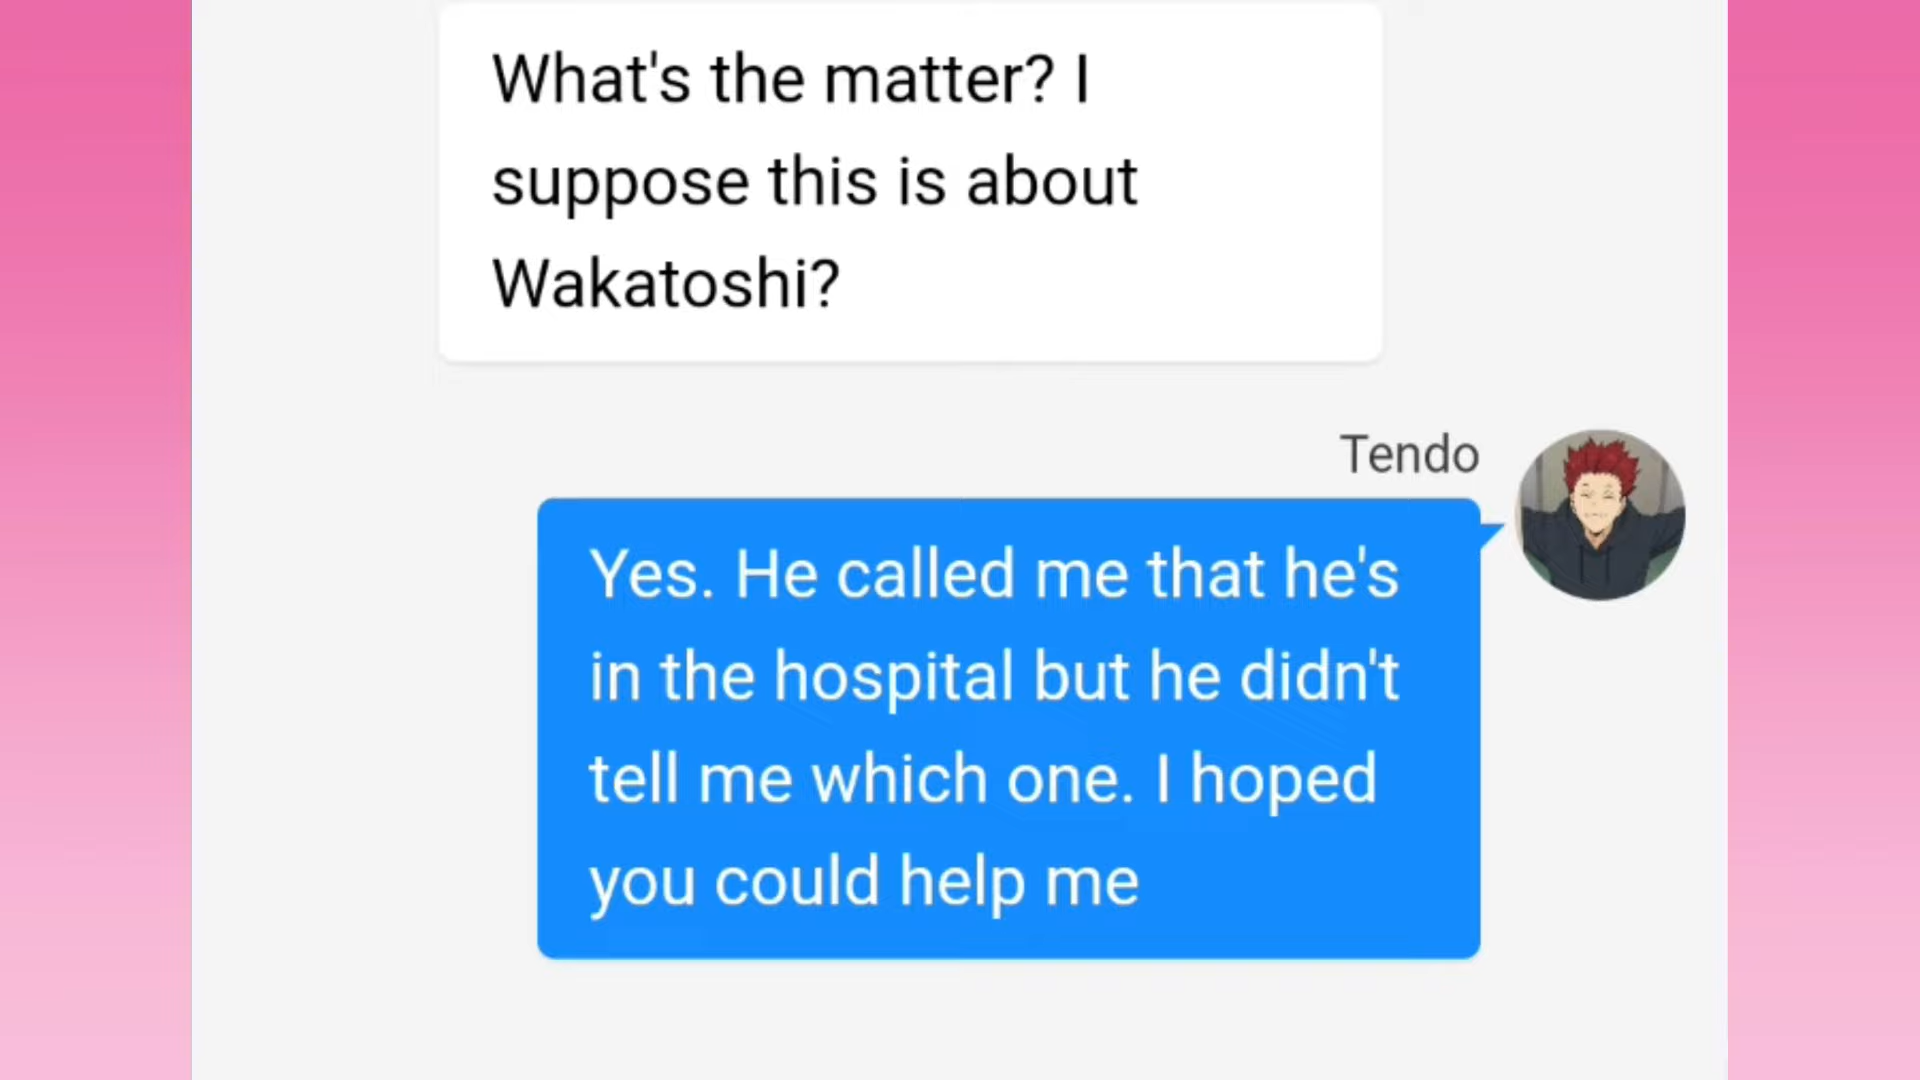 What's the matter? I
suppose this is about
Wakatoshi?
Tendo
Yes. He called me that he's
in the hospital but he didn't
tell me which one. I hoped
you could help me